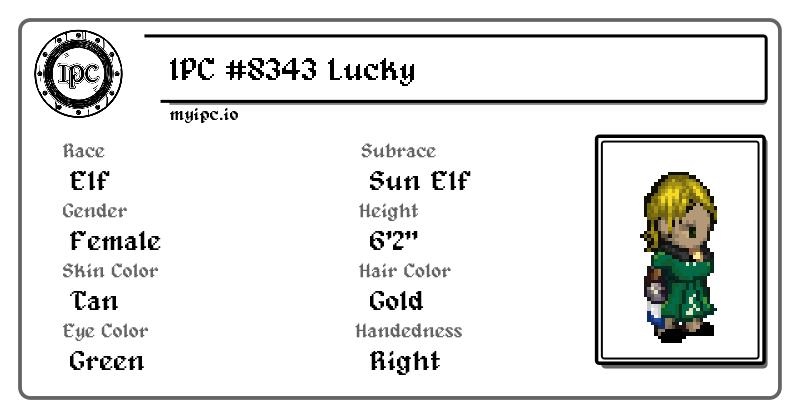 IPC
IPC #8343 Lucky
myipc.io
Race
Elf
Subrace
Sun Elf
Gender
Female
Height
6'2"
Skin Color
Tan
Hair Color
Gold
Eye Color
Green
Handedness
Right